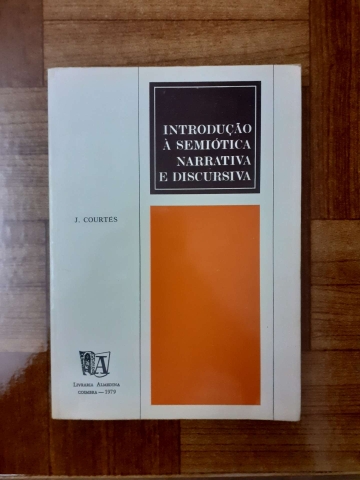 INTRODUÇÃO
À SEMIÓTICA
NARRATIVA
E DISCURSIVA
J. COURTÉS
LIVRARIA ALMEDINA
COIMBRA — 1979